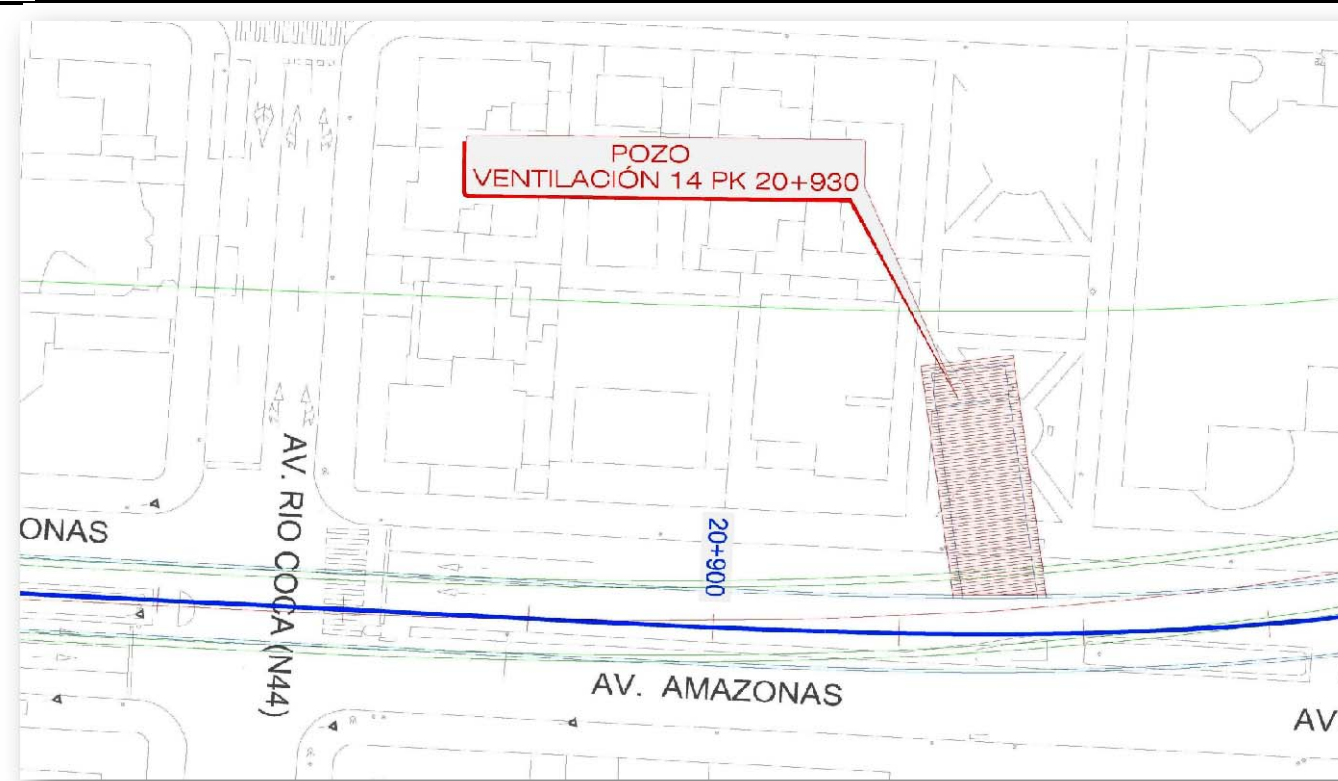 POZO
VENTILACIÓN 14 PK 20+930
AV. RIO COCA (N44)
ONAS
20+900
AV. AMAZONAS
AV